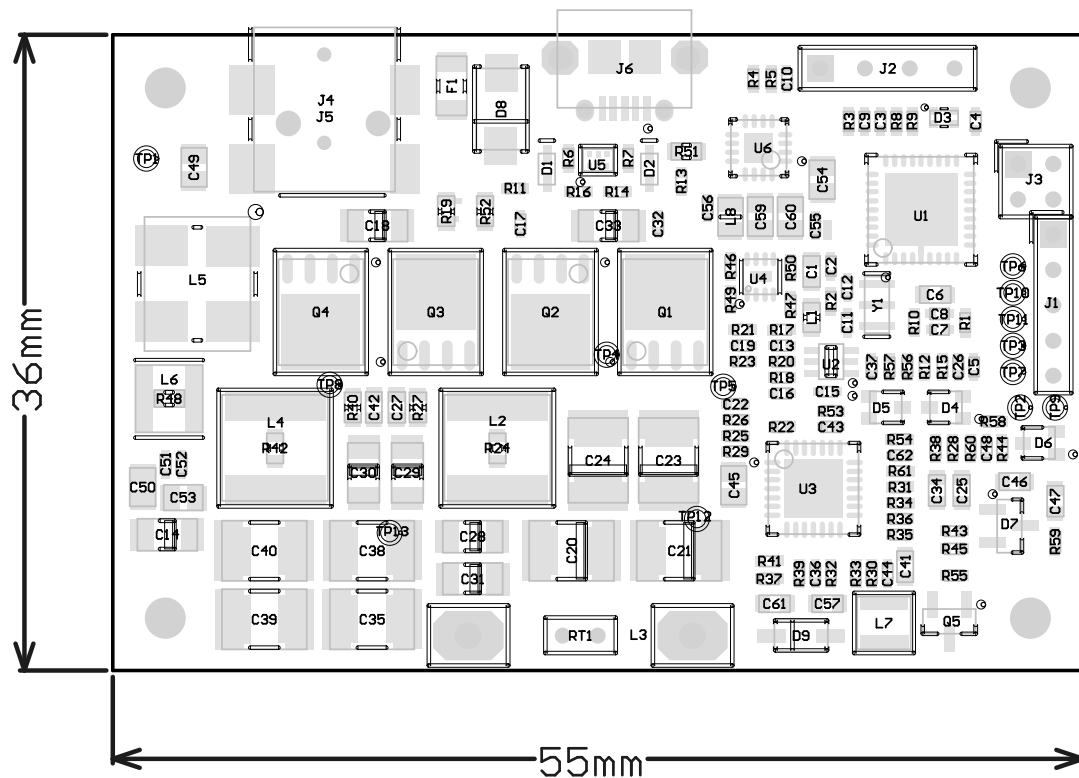 J6
J2
F1
D8
R4 R5 C10
J4
J5
R3 C9 C3 R8 R9 D3 C4
TP1 C49
D1 R6 U5 R7 D2 R51 U6
R13 C54
J3
R11 R16 R14
R19 R52 C17 C18 C33 C32 C56 L8 C59 C60 C55 U1
L5
R46 U4 R50 C1 C2 C12
R49 R47 L1 R2 C11 Y1 C6
TP6
TP10
J1
Q4 Q3 Q2 Q1
R10 C8 C7 R1 TP11
R21 R17
C19 C13
R23 R20
TP4 U2 TP3
C37 R57 R56 R12 R15 C26 C5 TP2
R18
C16 C15
L6
R48
TP8 TP5
R40 C42 C27 R27
C22
R26
R25
R29
R53
C43
R22
D5 D4 R58 TP7 TP9
L4 R42
L2 R24
C24 C23
R54
C62
R61
R31
R34
R36
R35
R38 R28 R60 C48 R44 D6
C51 C52
C50 C53
C30 C29
C45 U3
C34 C25 C46 C47
D7
C14
TP13 TP12
C40 C38 C28 C20 C21
R43
R45
R59
C31
R41
R37
R39 C36 R32 R33 R30 C44 C41
R55
C39 C35
C61 C57
RT1 L3 D9 L7 Q5
36mm
55mm